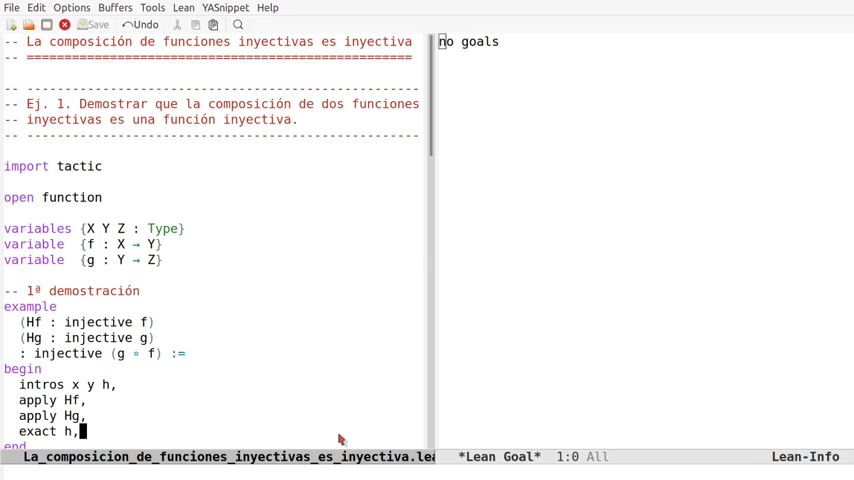 File Edit Options Buffers Tools Lean YASnippet Help
Save Undo
-- La composición de funciones inyectivas es inyectiva
-- ===================================================
-- ----------------------------------------------------
-- Ej. 1. Demostrar que la composición de dos funciones
-- inyectivas es una función inyectiva.
-- ----------------------------------------------------
import tactic
open function
variables {X Y Z : Type}
variable  {f : X → Y}
variable  {g : Y → Z}
-- 1ª demostración
example
  (Hf : injective f)
  (Hg : injective g)
  : injective (g ∘ f) :=
begin
  intros x y h,
  apply Hf,
  apply Hg,
  exact h,
end
La_composicion_de_funciones_inyectivas_es_inyectiva.lea
no goals
*Lean Goal* 1:0 All Lean-Info